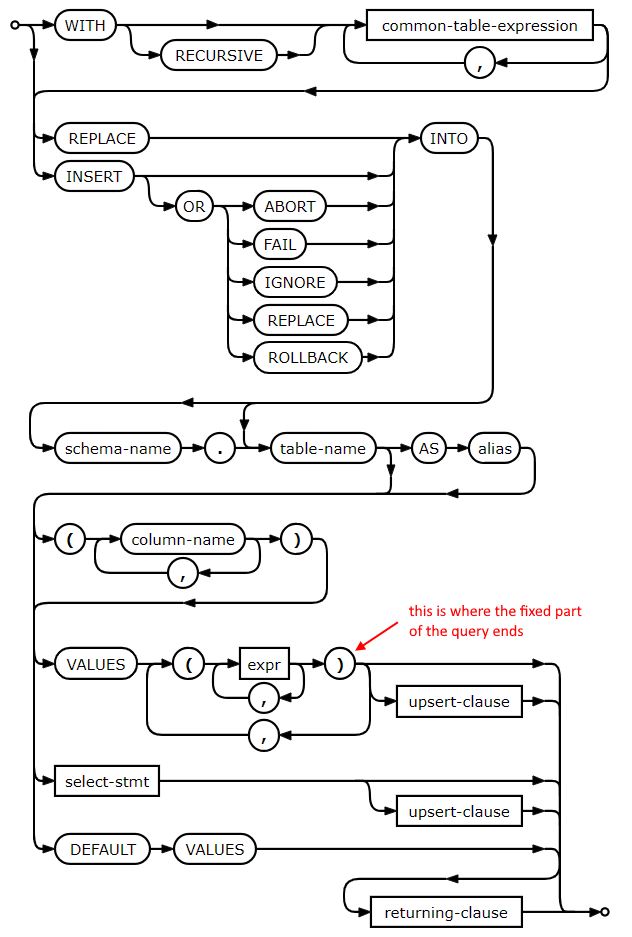 WITH
common-table-expression
RECURSIVE
,
REPLACE
INTO
INSERT
OR
ABORT
FAIL
IGNORE
REPLACE
ROLLBACK
schema-name
.
table-name
AS
alias
(
column-name
)
,
this is where the fixed part
of the query ends
VALUES
(
expr
)
,
upsert-clause
,
select-stmt
upsert-clause
DEFAULT
VALUES
returning-clause